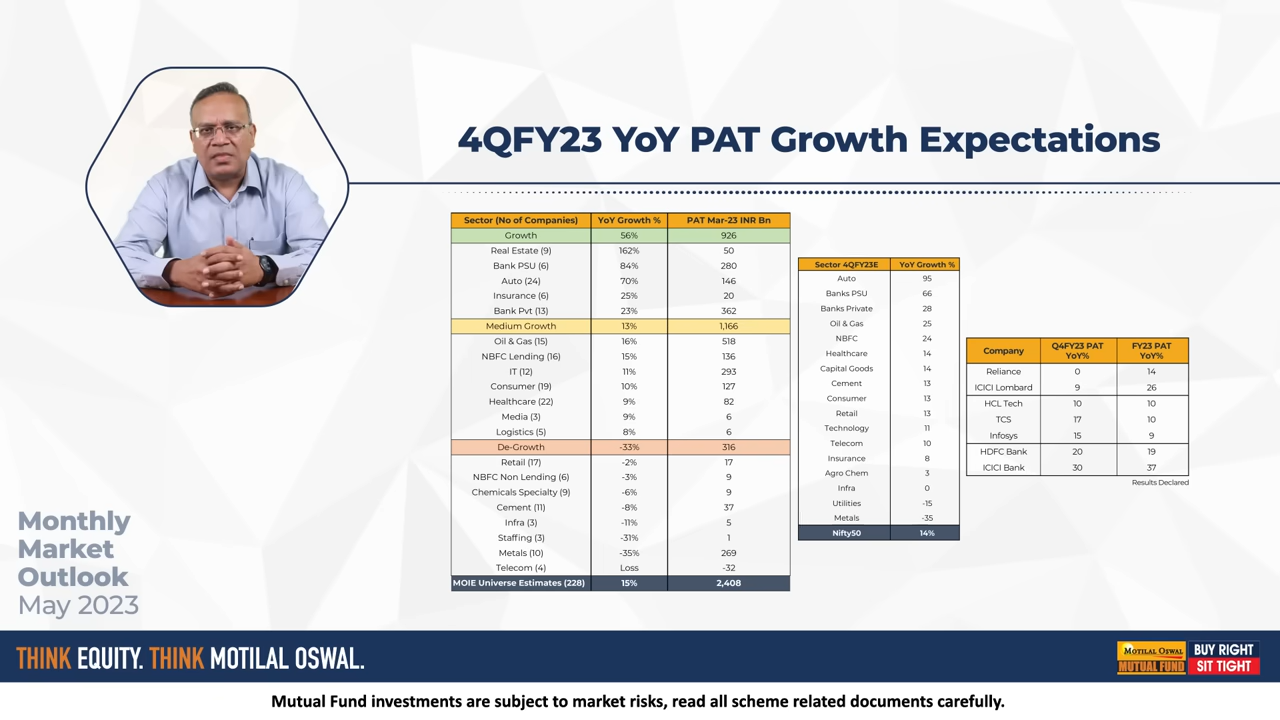 4QFY23 YoY PAT Growth Expectations
Sector (No of Companies) YoY Growth % PAT Mar-23 INR Bn
Growth 56% 926
Real Estate (9) 162% 50
Bank PSU (6) 84% 280
Auto (24) 70% 146
Insurance (6) 25% 20
Bank Pvt (13) 23% 362
Medium Growth 13% 1,166
Oil & Gas (15) 16% 518
NBFC Lending (16) 15% 136
IT (12) 11% 293
Consumer (19) 10% 127
Healthcare (22) 9% 82
Media (3) 9% 6
Logistics (5) 8% 6
De-Growth -33% 316
Retail (17) -2% 17
NBFC Non Lending (6) -3% 9
Chemicals Specialty (9) -6% 9
Cement (11) -8% 37
Infra (3) -11% 5
Staffing (3) -31% 1
Metals (10) -35% 269
Telecom (4) Loss -32
MOIE Universe Estimates (228) 15% 2,408
Sector 4QFY23E YoY Growth %
Auto 95
Banks PSU 66
Banks Private 28
Oil & Gas 25
NBFC 24
Healthcare 14
Capital Goods 14
Cement 13
Consumer 13
Retail 13
Technology 11
Telecom 10
Insurance 8
Agro Chem 3
Infra 0
Utilities -15
Metals -35
Nifty50 14%
Company Q4FY23 PAT YoY% FY23 PAT YoY%
Reliance 0 14
ICICI Lombard 9 26
HCL Tech 10 10
TCS 17 10
Infosys 15 9
HDFC Bank 20 19
ICICI Bank 30 37
Results Declared
Monthly
Market
Outlook
May 2023
THINK EQUITY. THINK MOTILAL OSWAL.
MOTILAL OSWAL
MUTUAL FUND
BUY RIGHT
SIT TIGHT
Mutual Fund investments are subject to market risks, read all scheme related documents carefully.